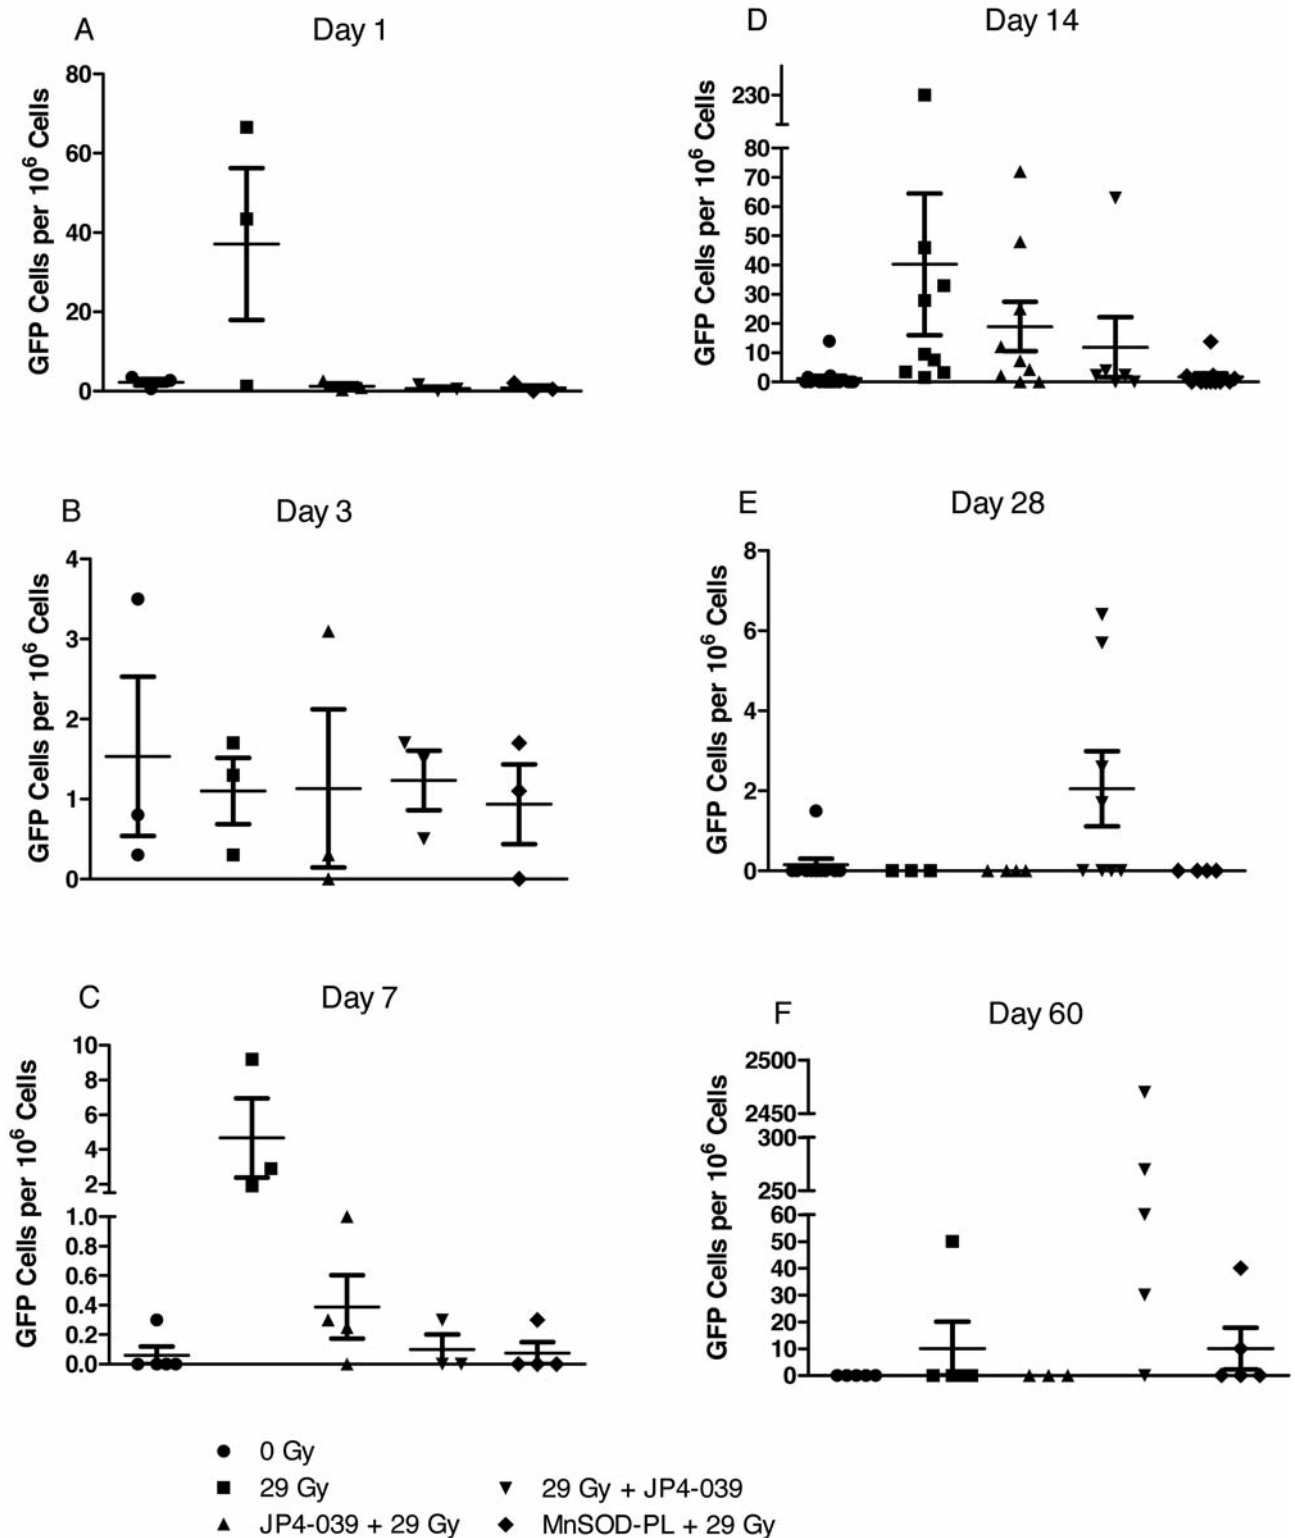 A
Day 1
GFP Cells per 10⁶ Cells
80
60
40
20
0
B
Day 3
GFP Cells per 10⁶ Cells
4
3
2
1
0
C
Day 7
GFP Cells per 10⁶ Cells
10
8
6
4
2
1.0
0.8
0.6
0.4
0.2
0.0
D
Day 14
GFP Cells per 10⁶ Cells
230
80
70
60
50
40
30
20
10
0
E
Day 28
GFP Cells per 10⁶ Cells
8
6
4
2
0
F
Day 60
GFP Cells per 10⁶ Cells
2500
2450
300
250
60
50
40
30
20
10
0
0 Gy
29 Gy
JP4-039 + 29 Gy
29 Gy + JP4-039
MnSOD-PL + 29 Gy